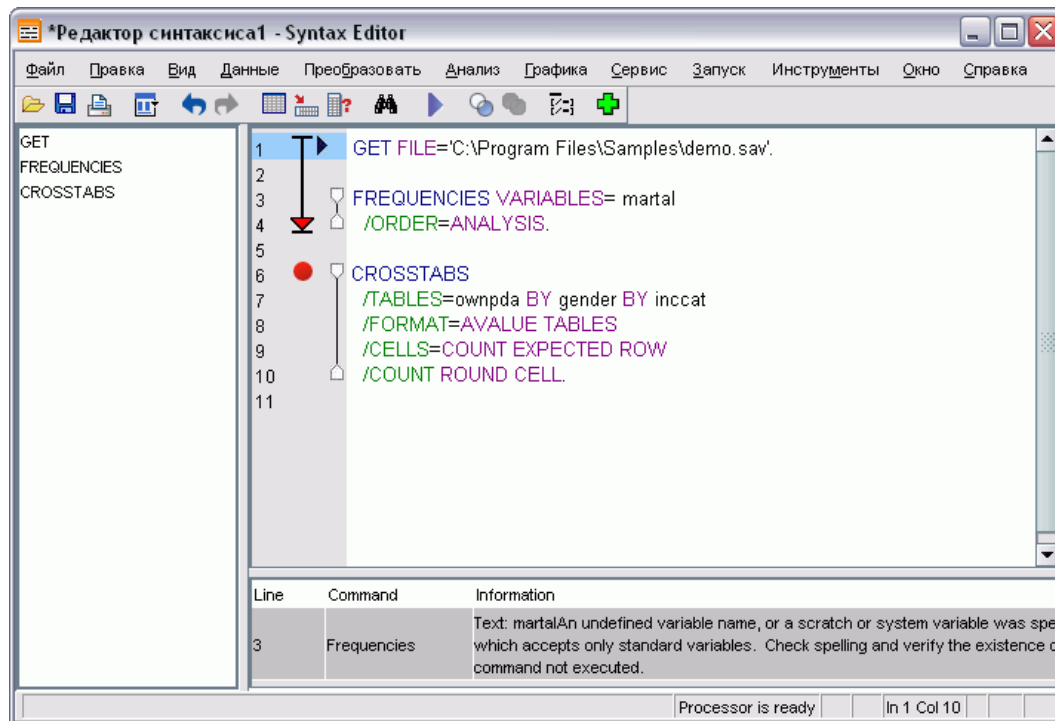 *Редактор синтаксиса1 - Syntax Editor
Файл Правка Вид Данные Преобразовать Анализ Графика Сервис Запуск Инструменты Окно Справка
GET
FREQUENCIES
CROSSTABS
1 GET FILE='C:\Program Files\Samples\demo.sav'.
2
3 FREQUENCIES VARIABLES= martal
4 /ORDER=ANALYSIS.
5
6 CROSSTABS
7 /TABLES=ownpda BY gender BY inccat
8 /FORMAT=AVALUE TABLES
9 /CELLS=COUNT EXPECTED ROW
10 /COUNT ROUND CELL.
11
Line Command Information
3 Frequencies Text: martalAn undefined variable name, or a scratch or system variable was spe
which accepts only standard variables. Check spelling and verify the existence
command not executed.
Processor is ready In 1 Col 10